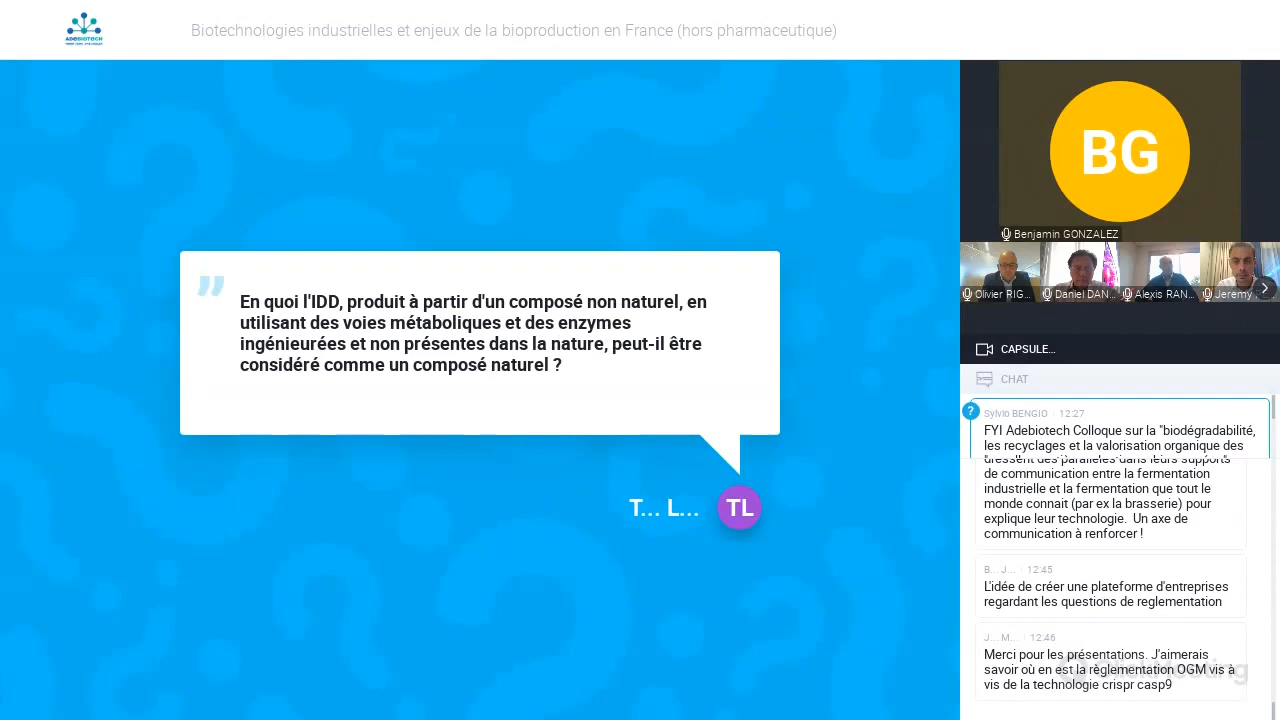 ADEBIOTECH
Biotechnologies industrielles et enjeux de la bioproduction en France (hors pharmaceutique)
BG
Benjamin GONZALEZ
Olivier RIG...
Daniel DAN...
Alexis RAN...
Jeremy
CAPSULE...
CHAT
"
En quoi l'IDD, produit à partir d'un composé non naturel, en
utilisant des voies métaboliques et des enzymes
ingénieurées et non présentes dans la nature, peut-il être
considéré comme un composé naturel ?
T... L...
TL
?
Sylvio BENGIO 12:27
FYI Adebiotech Colloque sur la "biodégradabilité,
les recyclages et la valorisation organique des
dressent des parallèles dans leurs supports
de communication entre la fermentation
industrielle et la fermentation que tout le
monde connait (par ex la brasserie) pour
explique leur technologie. Un axe de
communication à renforcer !
B... J... 12:45
L'idée de créer une plateforme d'entreprises
regardant les questions de reglementation
J... M... 12:46
Merci pour les présentations. J'aimerais
savoir où en est la règlementation OGM vis à
vis de la technologie crispr casp9